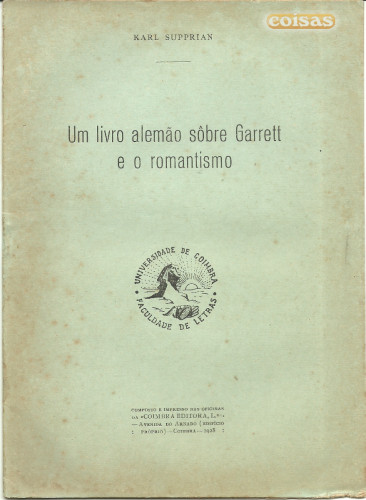 coisas
KARL SUPPRIAN
Um livro alemão sôbre Garrett
e o romantismo
UNIVERSIDADE DE COIMBRA
FACULDADE DE LETRAS
COMPOSTO E IMPRESSO NAS OFICINAS
DA «COIMBRA EDITORA, L.DA»
— AVENIDA DO ARNADO (EDIFÍCIO
: PRÓPRIO) — COIMBRA — 1928 :